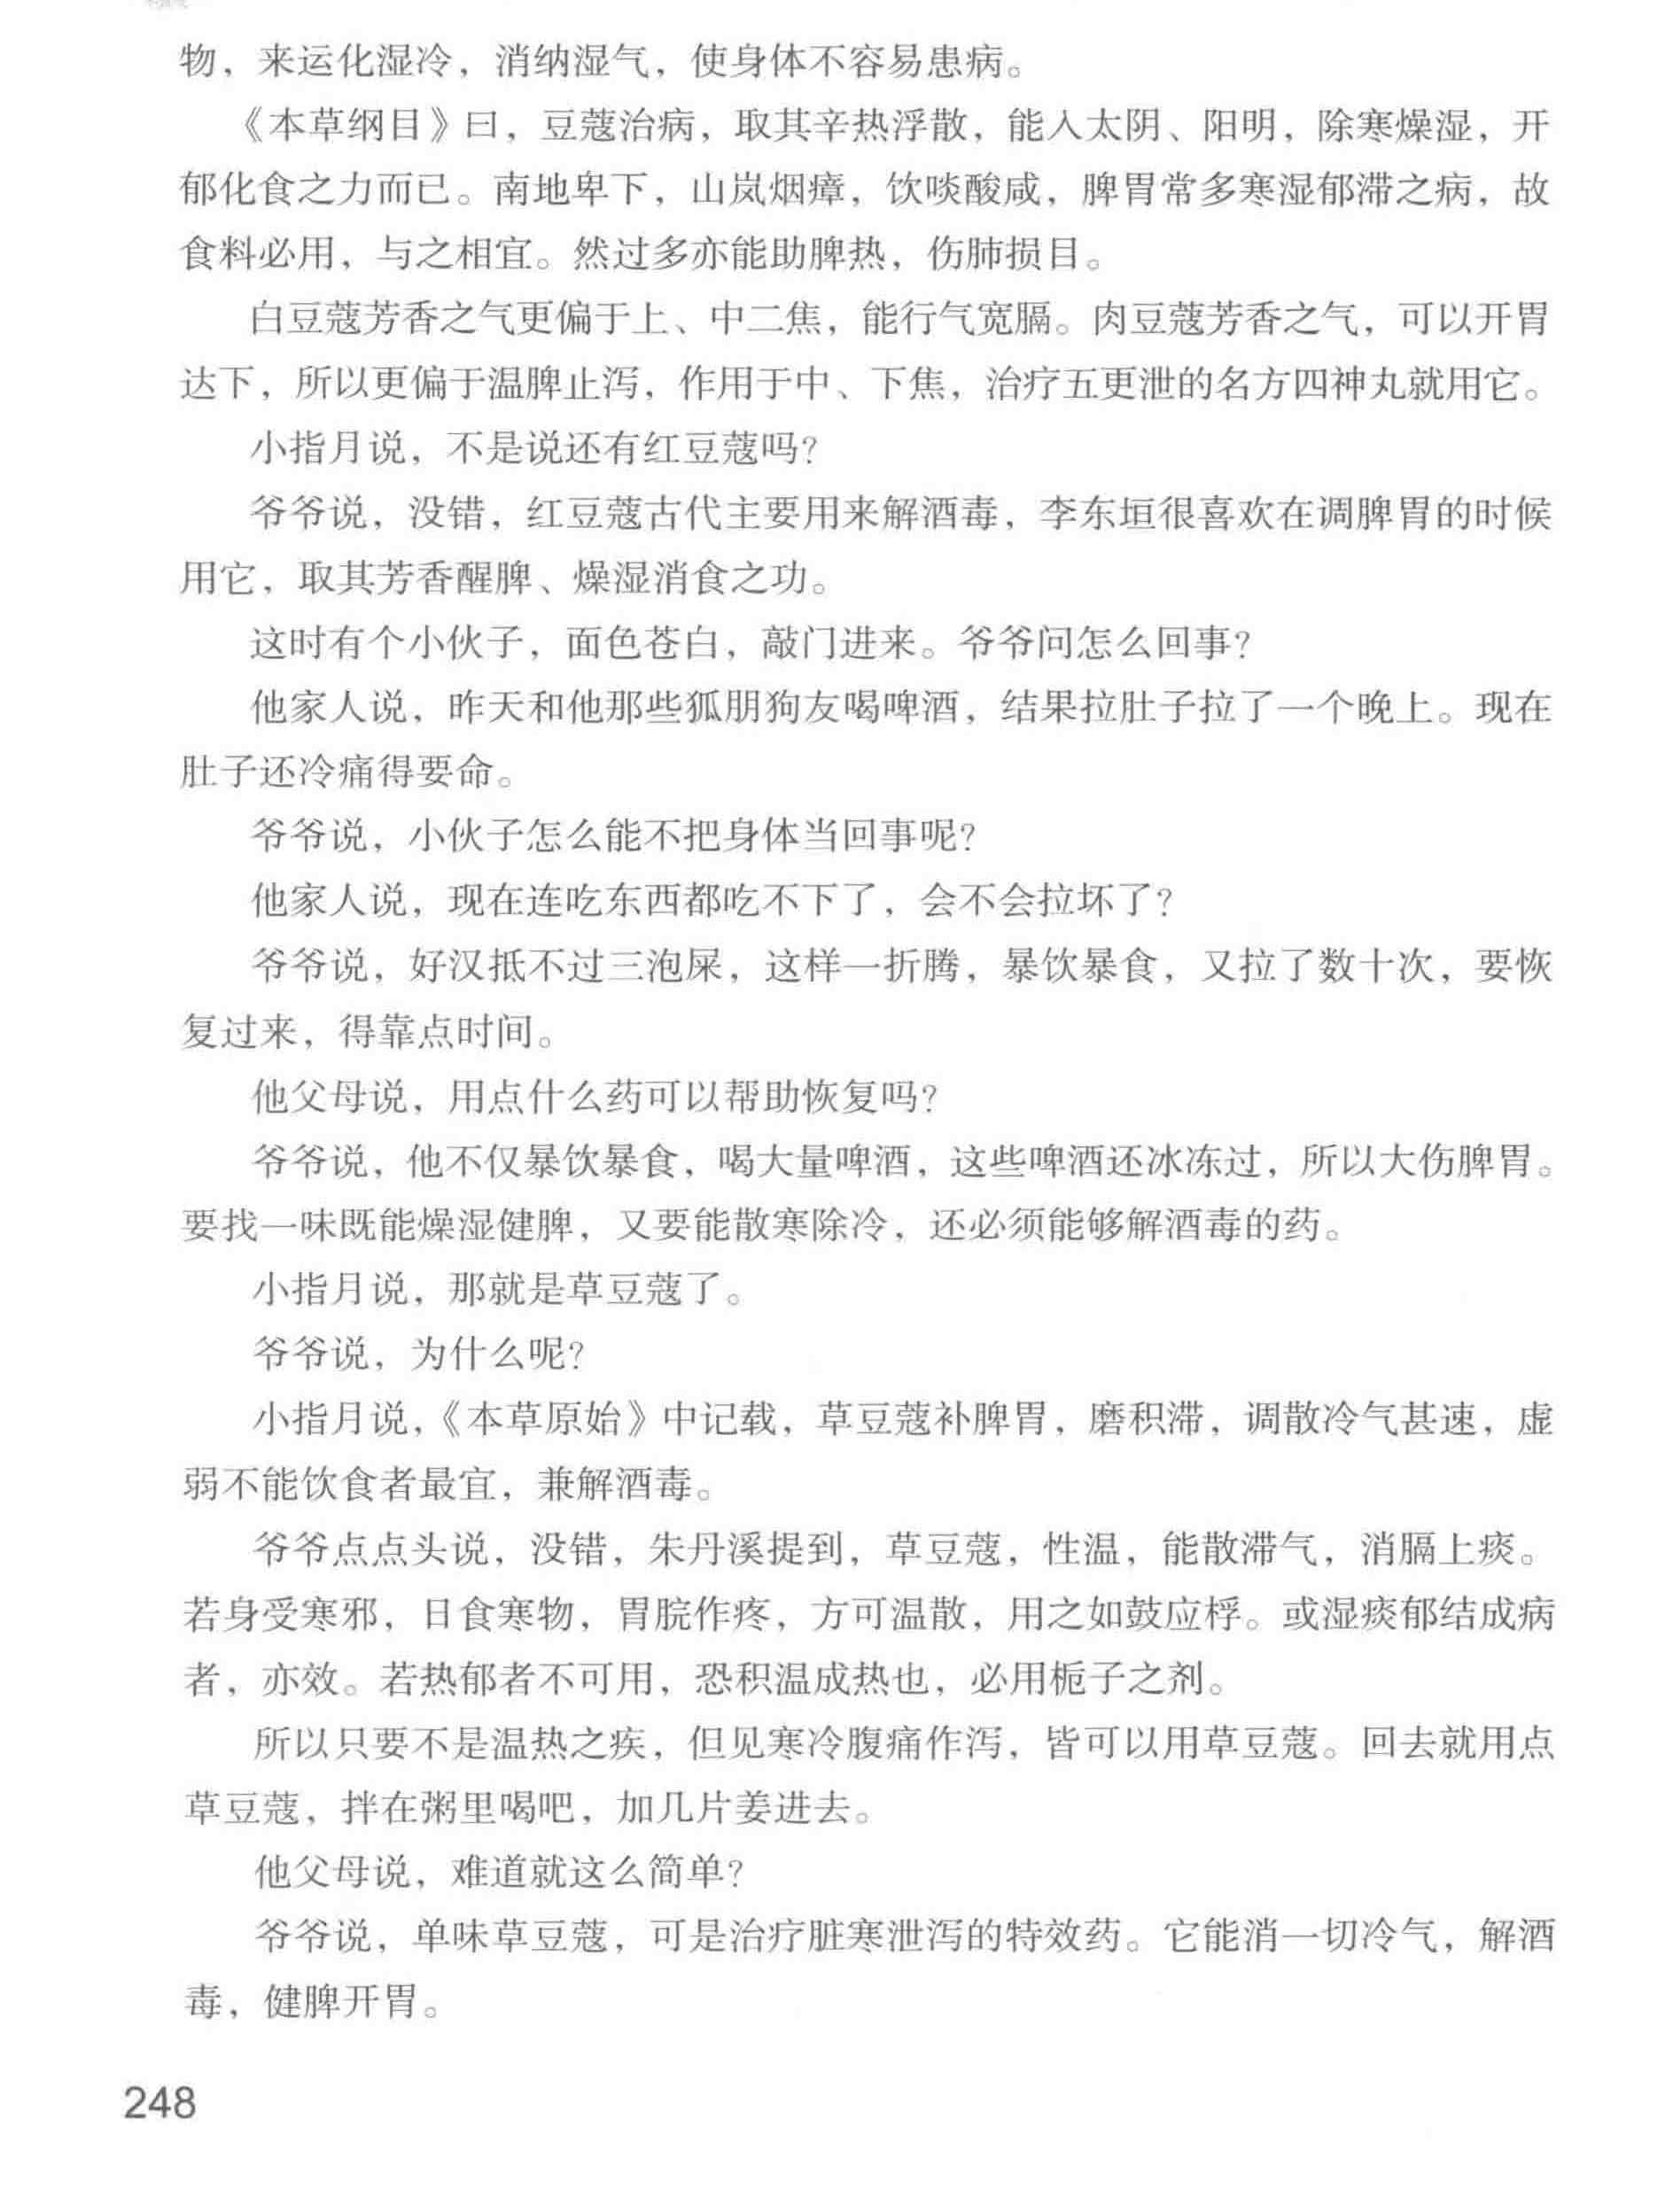 物，来运化湿冷，消纳湿气，使身体不容易患病。
《本草纲目》曰，豆蔻治病，取其辛热浮散，能入太阴、阳明，除寒燥湿，开
郁化食之力而已。南地卑下，山岚烟瘴，饮啖酸咸，脾胃常多寒湿郁滞之病，故
食料必用，与之相宜。然过多亦能助脾热，伤肺损目。
白豆蔻芳香之气更偏于上、中二焦，能行气宽膈。肉豆蔻芳香之气，可以开胃
达下，所以更偏于温脾止泻，作用于中、下焦，治疗五更泄的名方四神丸就用它。
小指月说，不是说还有红豆蔻吗？
爷爷说，没错，红豆蔻古代主要用来解酒毒，李东垣很喜欢在调脾胃的时候
用它，取其芳香醒脾、燥湿消食之功。
这时有个小伙子，面色苍白，敲门进来。爷爷问怎么回事？
他家人说，昨天和他那些狐朋狗友喝啤酒，结果拉肚子拉了一个晚上。现在
肚子还冷痛得要命。
爷爷说，小伙子怎么能不把身体当回事呢？
他家人说，现在连吃东西都吃不下了，会不会拉坏了？
爷爷说，好汉抵不过三泡屎，这样一折腾，暴饮暴食，又拉了数十次，要恢
复过来，得靠点时间。
他父母说，用点什么药可以帮助恢复吗？
爷爷说，他不仅暴饮暴食，喝大量啤酒，这些啤酒还冰冻过，所以大伤脾胃。
要找一味既能燥湿健脾，又要能散寒除冷，还必须能够解酒毒的药。
小指月说，那就是草豆蔻了。
爷爷说，为什么呢？
小指月说，《本草原始》中记载，草豆蔻补脾胃，磨积滞，调散冷气甚速，虚
弱不能饮食者最宜，兼解酒毒。
爷爷点点头说，没错，朱丹溪提到，草豆蔻，性温，能散滞气，消膈上痰。
若身受寒邪，日食寒物，胃脘作疼，方可温散，用之如鼓应桴。或湿痰郁结成病
者，亦效。若热郁者不可用，恐积温成热也，必用栀子之剂。
所以只要不是温热之疾，但见寒冷腹痛作泻，皆可以用草豆蔻。回去就用点
草豆蔻，拌在粥里喝吧，加几片姜进去。
他父母说，难道就这么简单？
爷爷说，单味草豆蔻，可是治疗脏寒泄泻的特效药。它能消一切冷气，解酒
毒，健脾开胃。
248